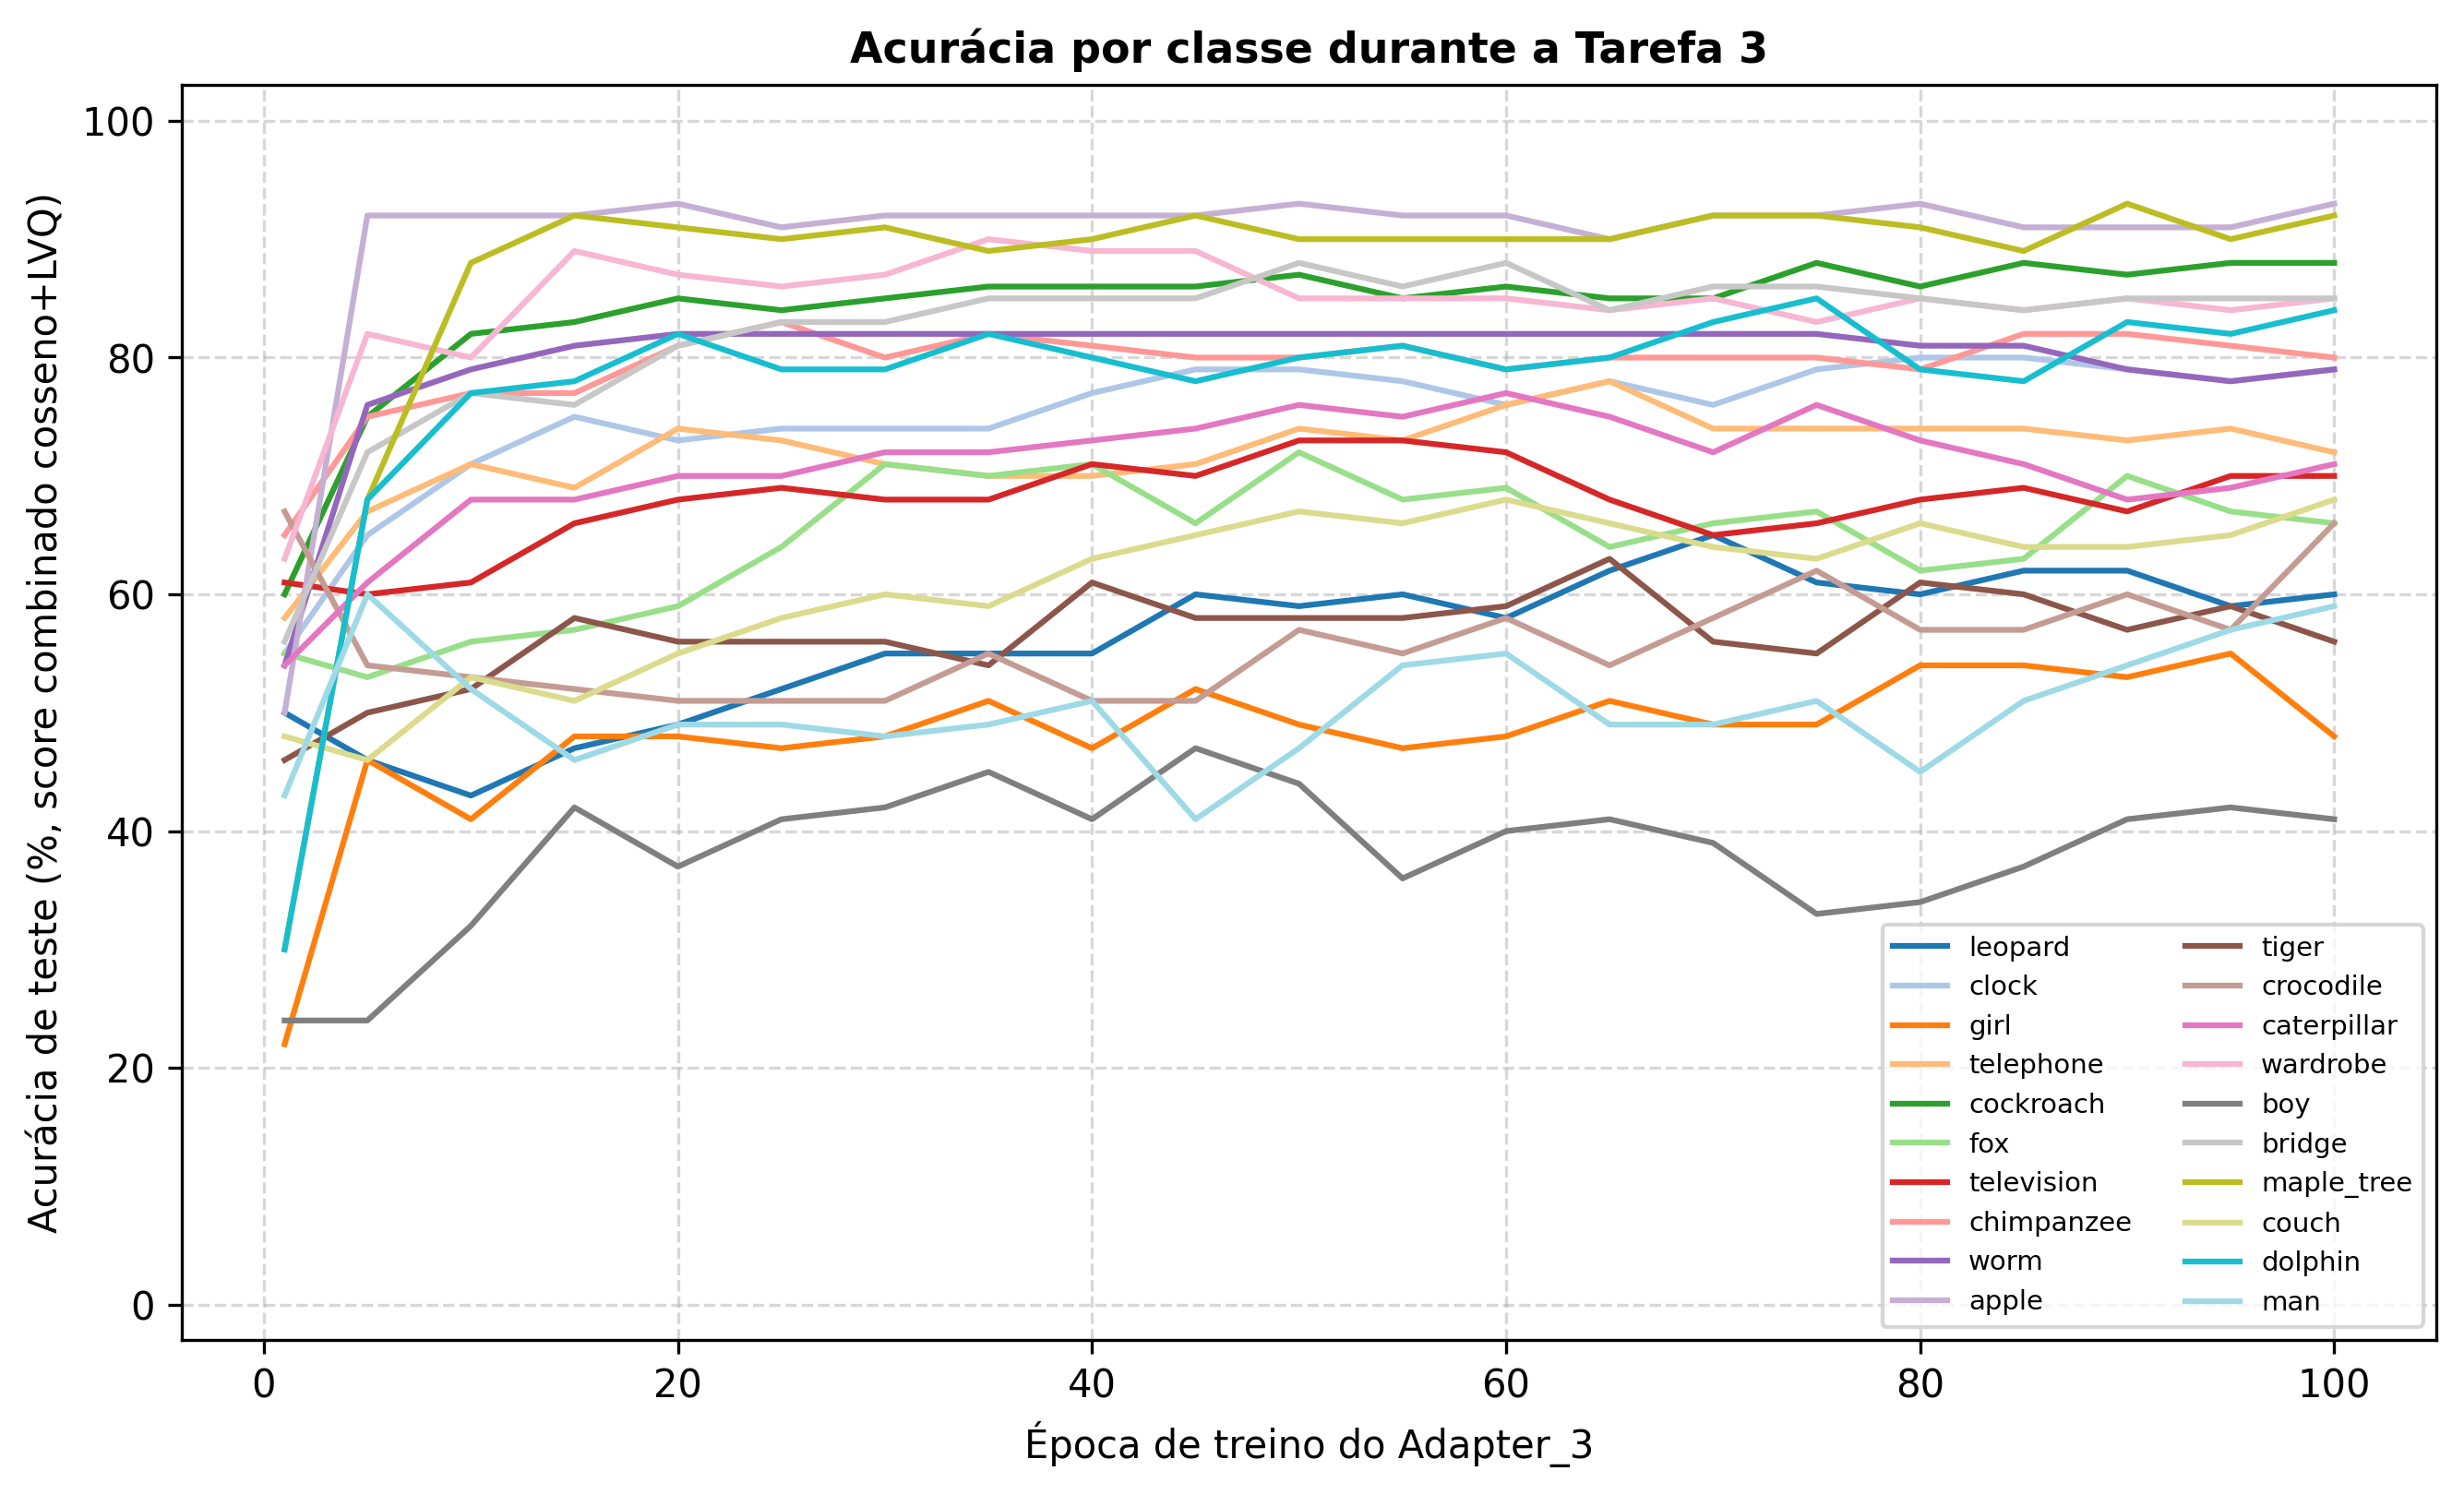 Acurácia por classe durante a Tarefa 3
Acurácia de teste (%, score combinado cosseno+LVQ)
100
80
60
40
20
0
0 20 40 60 80 100
Época de treino do Adapter_3
leopard
clock
girl
telephone
cockroach
fox
television
chimpanzee
worm
apple
tiger
crocodile
caterpillar
wardrobe
boy
bridge
maple_tree
couch
dolphin
man